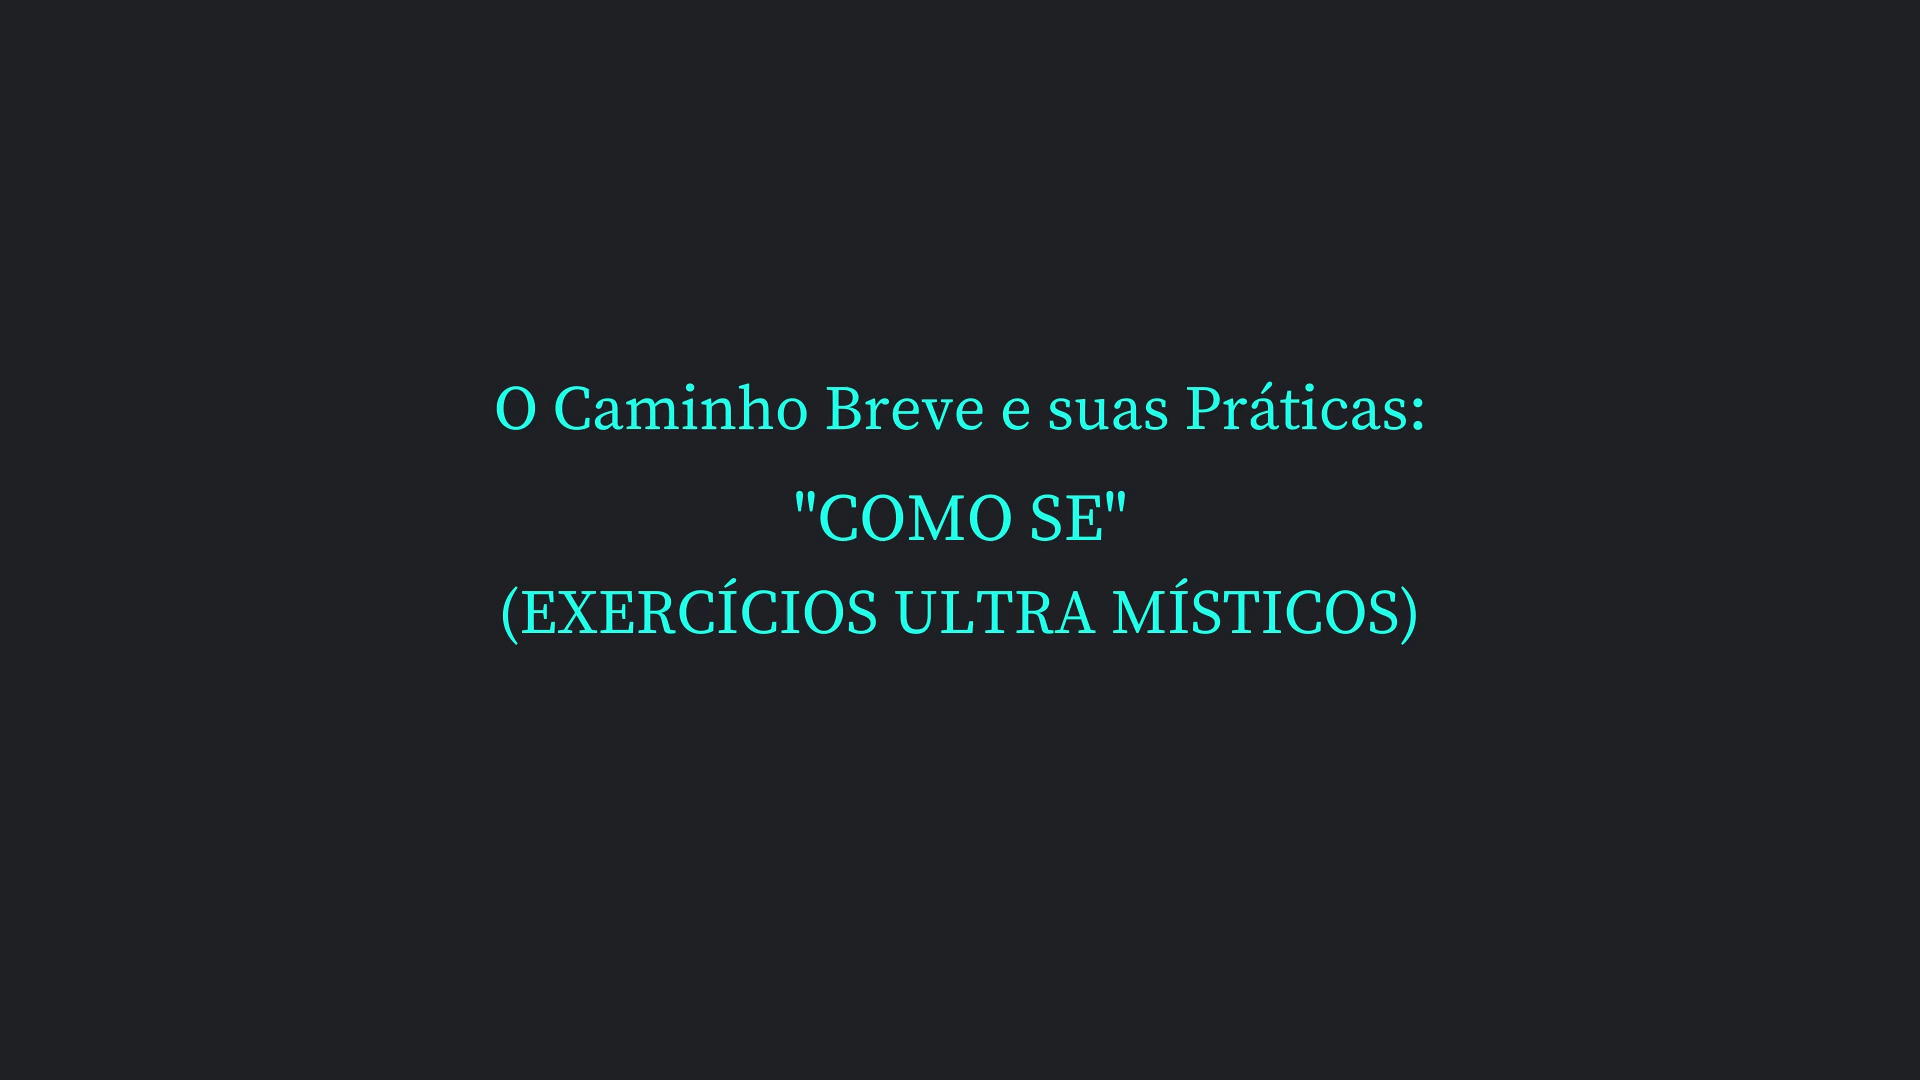 O Caminho Breve e suas Práticas:
"COMO SE"
(EXERCÍCIOS ULTRA MÍSTICOS)